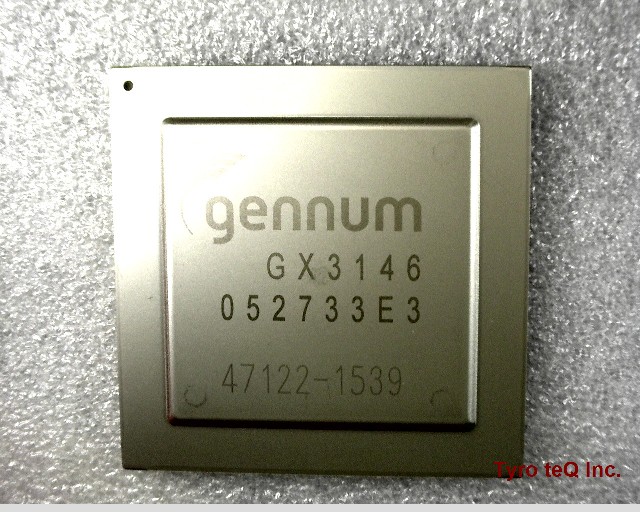 gennum
GX3146
052733E3
47122-1539
Tyro teQ Inc.